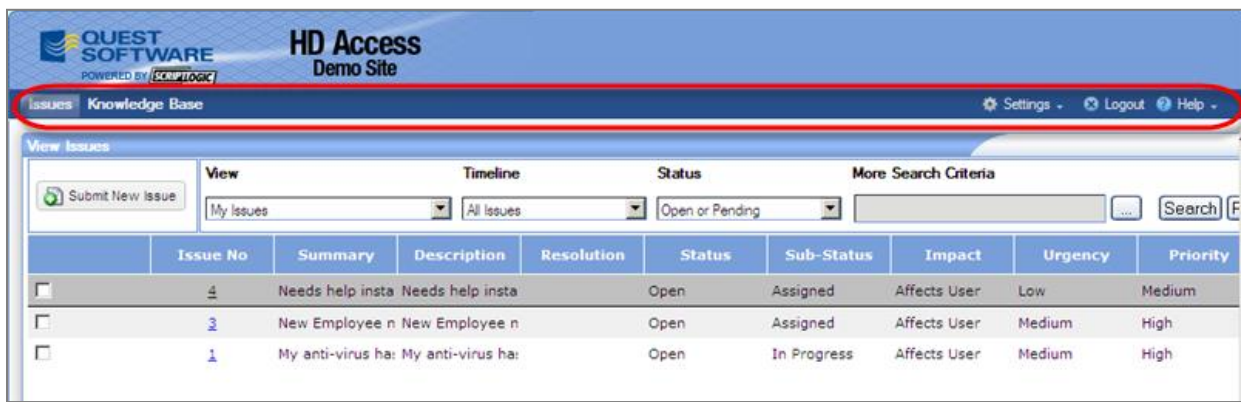 QUEST SOFTWARE
POWERED BY SCRIPTLOGIC
HD Access
Demo Site
Issues Knowledge Base Settings Logout Help
View Issues
Submit New Issue
View Timeline Status More Search Criteria
My Issues All Issues Open or Pending ... Search F
Issue No Summary Description Resolution Status Sub-Status Impact Urgency Priority
4 Needs help insta Needs help insta Open Assigned Affects User Low Medium
3 New Employee n New Employee n Open Assigned Affects User Medium High
1 My anti-virus ha: My anti-virus ha: Open In Progress Affects User Medium High